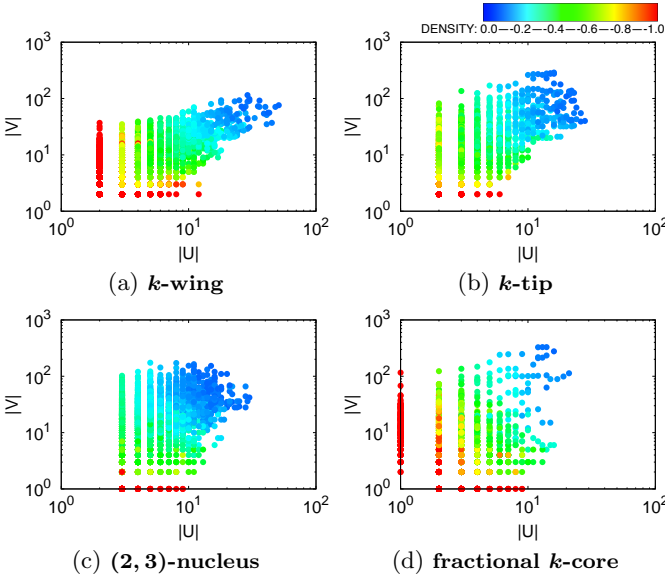 DENSITY: 0.0—-0.2—-0.4—-0.6—-0.8—-1.0
10³
10²
10¹
10⁰
|V|
10⁰ 10¹ 10²
|U|
(a) k-wing
10³
10²
10¹
10⁰
|V|
10⁰ 10¹ 10²
|U|
(b) k-tip
10³
10²
10¹
10⁰
|V|
10⁰ 10¹ 10²
|U|
(c) (2, 3)-nucleus
10³
10²
10¹
10⁰
|V|
10⁰ 10¹ 10²
|U|
(d) fractional k-core